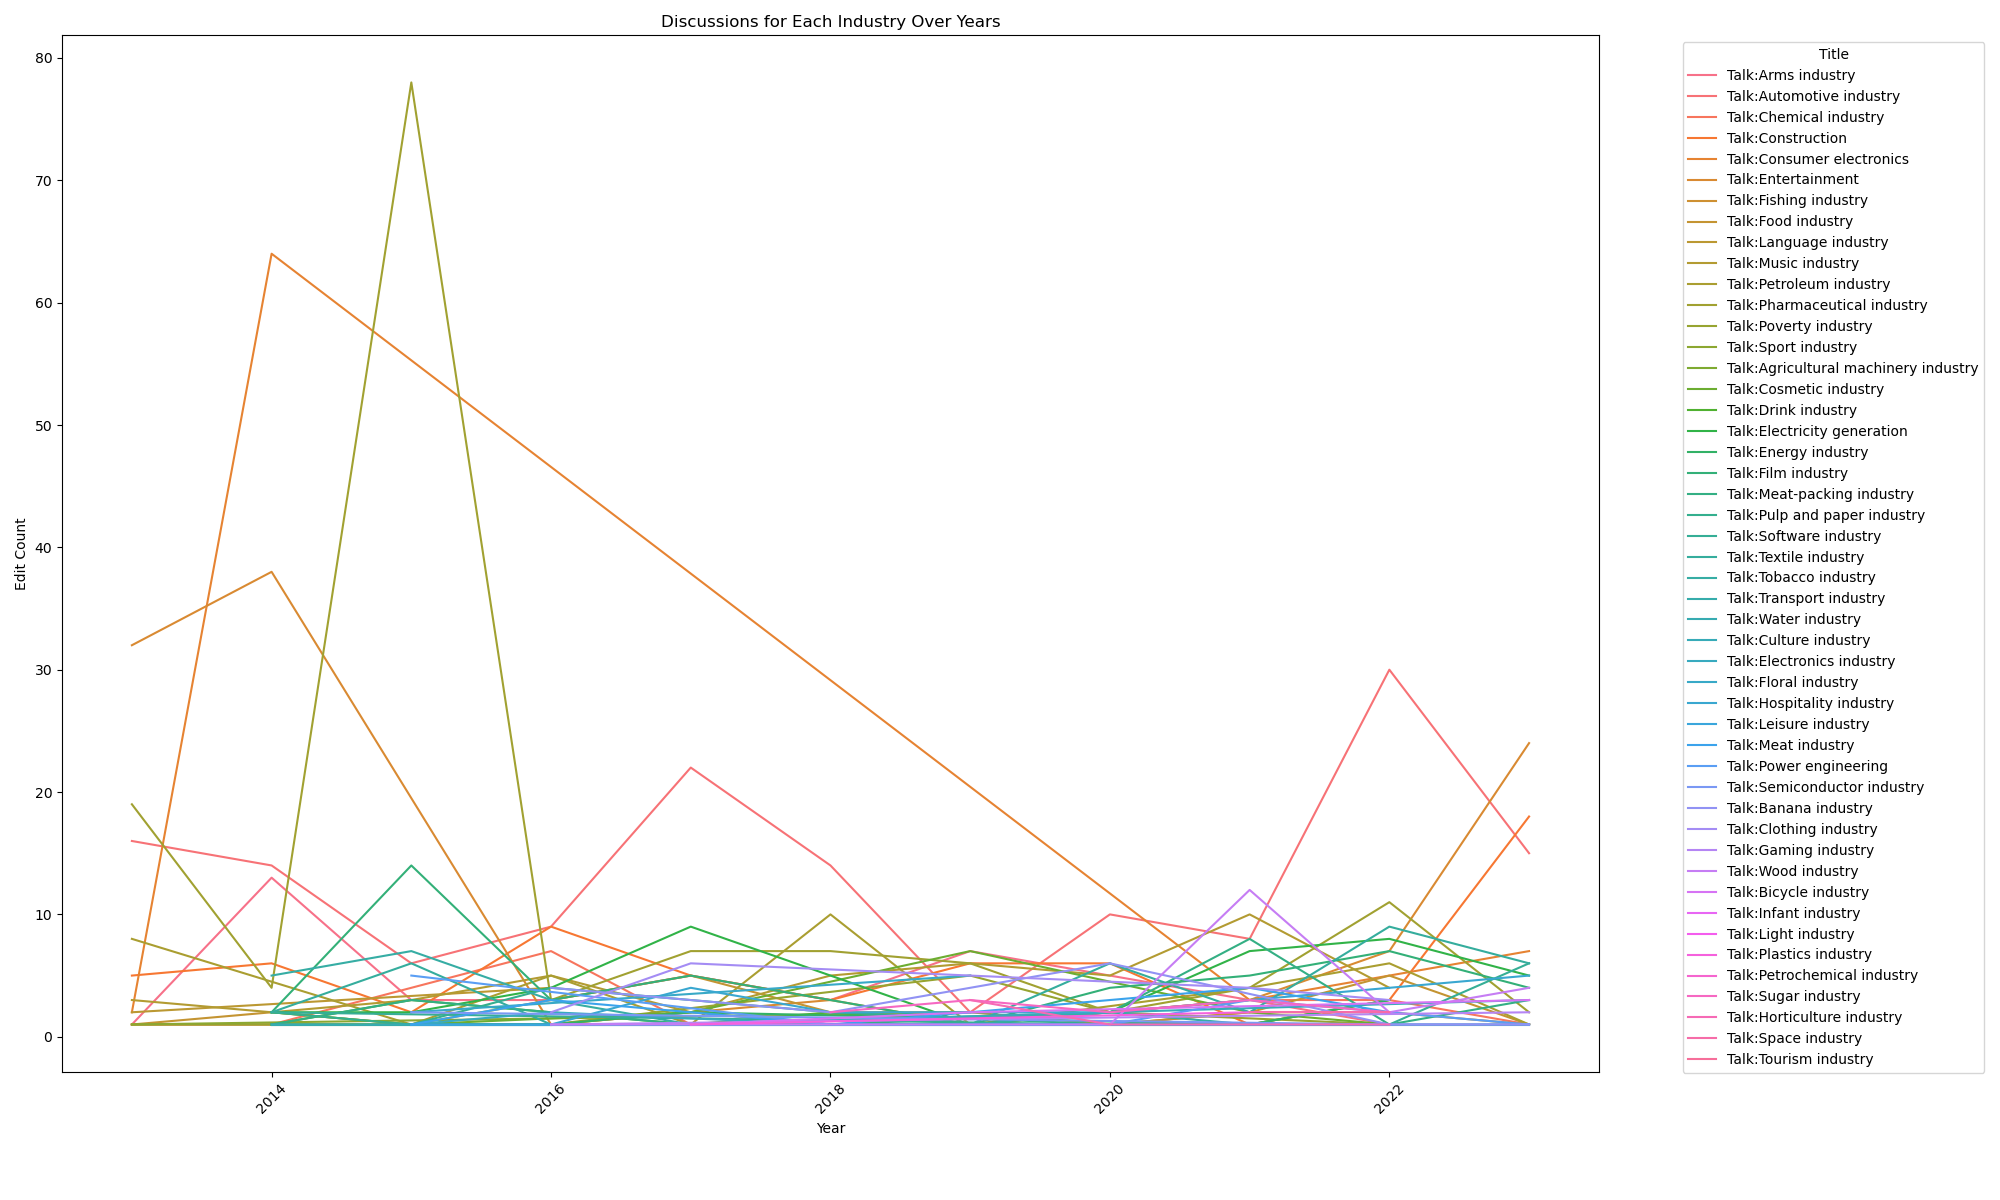 Discussions for Each Industry Over Years
80
70
60
50
40
30
20
10
0
Edit Count
2014
2016
2018
2020
2022
Year
Title
Talk:Arms industry
Talk:Automotive industry
Talk:Chemical industry
Talk:Construction
Talk:Consumer electronics
Talk:Entertainment
Talk:Fishing industry
Talk:Food industry
Talk:Language industry
Talk:Music industry
Talk:Petroleum industry
Talk:Pharmaceutical industry
Talk:Poverty industry
Talk:Sport industry
Talk:Agricultural machinery industry
Talk:Cosmetic industry
Talk:Drink industry
Talk:Electricity generation
Talk:Energy industry
Talk:Film industry
Talk:Meat-packing industry
Talk:Pulp and paper industry
Talk:Software industry
Talk:Textile industry
Talk:Tobacco industry
Talk:Transport industry
Talk:Water industry
Talk:Culture industry
Talk:Electronics industry
Talk:Floral industry
Talk:Hospitality industry
Talk:Leisure industry
Talk:Meat industry
Talk:Power engineering
Talk:Semiconductor industry
Talk:Banana industry
Talk:Clothing industry
Talk:Gaming industry
Talk:Wood industry
Talk:Bicycle industry
Talk:Infant industry
Talk:Light industry
Talk:Plastics industry
Talk:Petrochemical industry
Talk:Sugar industry
Talk:Horticulture industry
Talk:Space industry
Talk:Tourism industry